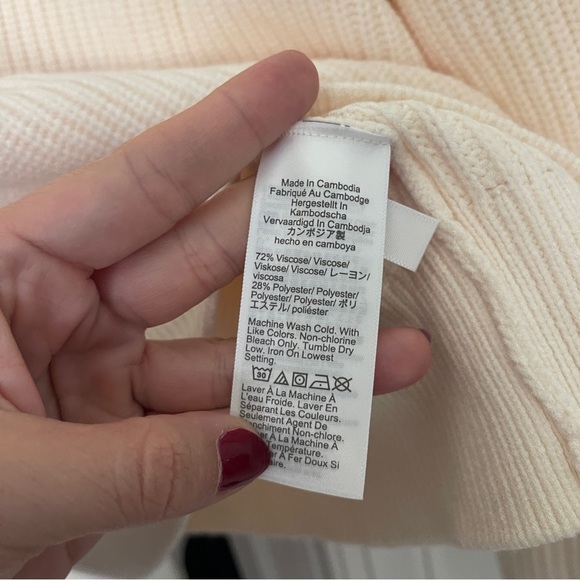 Made In Cambodia
Fabriqué Au Cambodge
Hergestellt In
Kambodscha
Vervaardigd In Cambodja
カンボジア製
hecho en camboya
72% Viscose/ Viscose/
Viskose/ Viscose/ レーヨン/
viscosa
28% Polyester/ Polyester/
Polyester/ Polyester/ ポリ
エステル/ poliéster
Machine Wash Cold. With
Like Colors. Non-chlorine
Bleach Only. Tumble Dry
Low. Iron On Lowest
Setting.
30
Laver À La Machine À
L'eau Froide. Laver En
Séparant Les Couleurs.
Seulement Agent De
Non-chlore.
À La Machine À
Température.
À Fer Doux Si